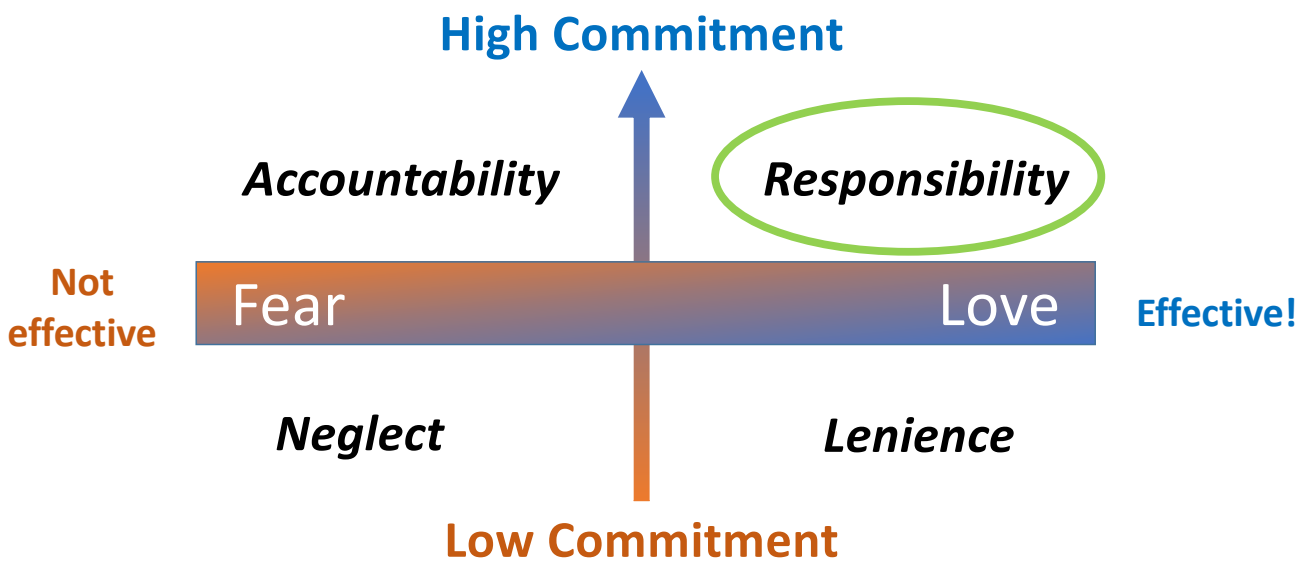 High Commitment
Accountability
Responsibility
Not
effective
Fear
Love
Effective!
Neglect
Lenience
Low Commitment